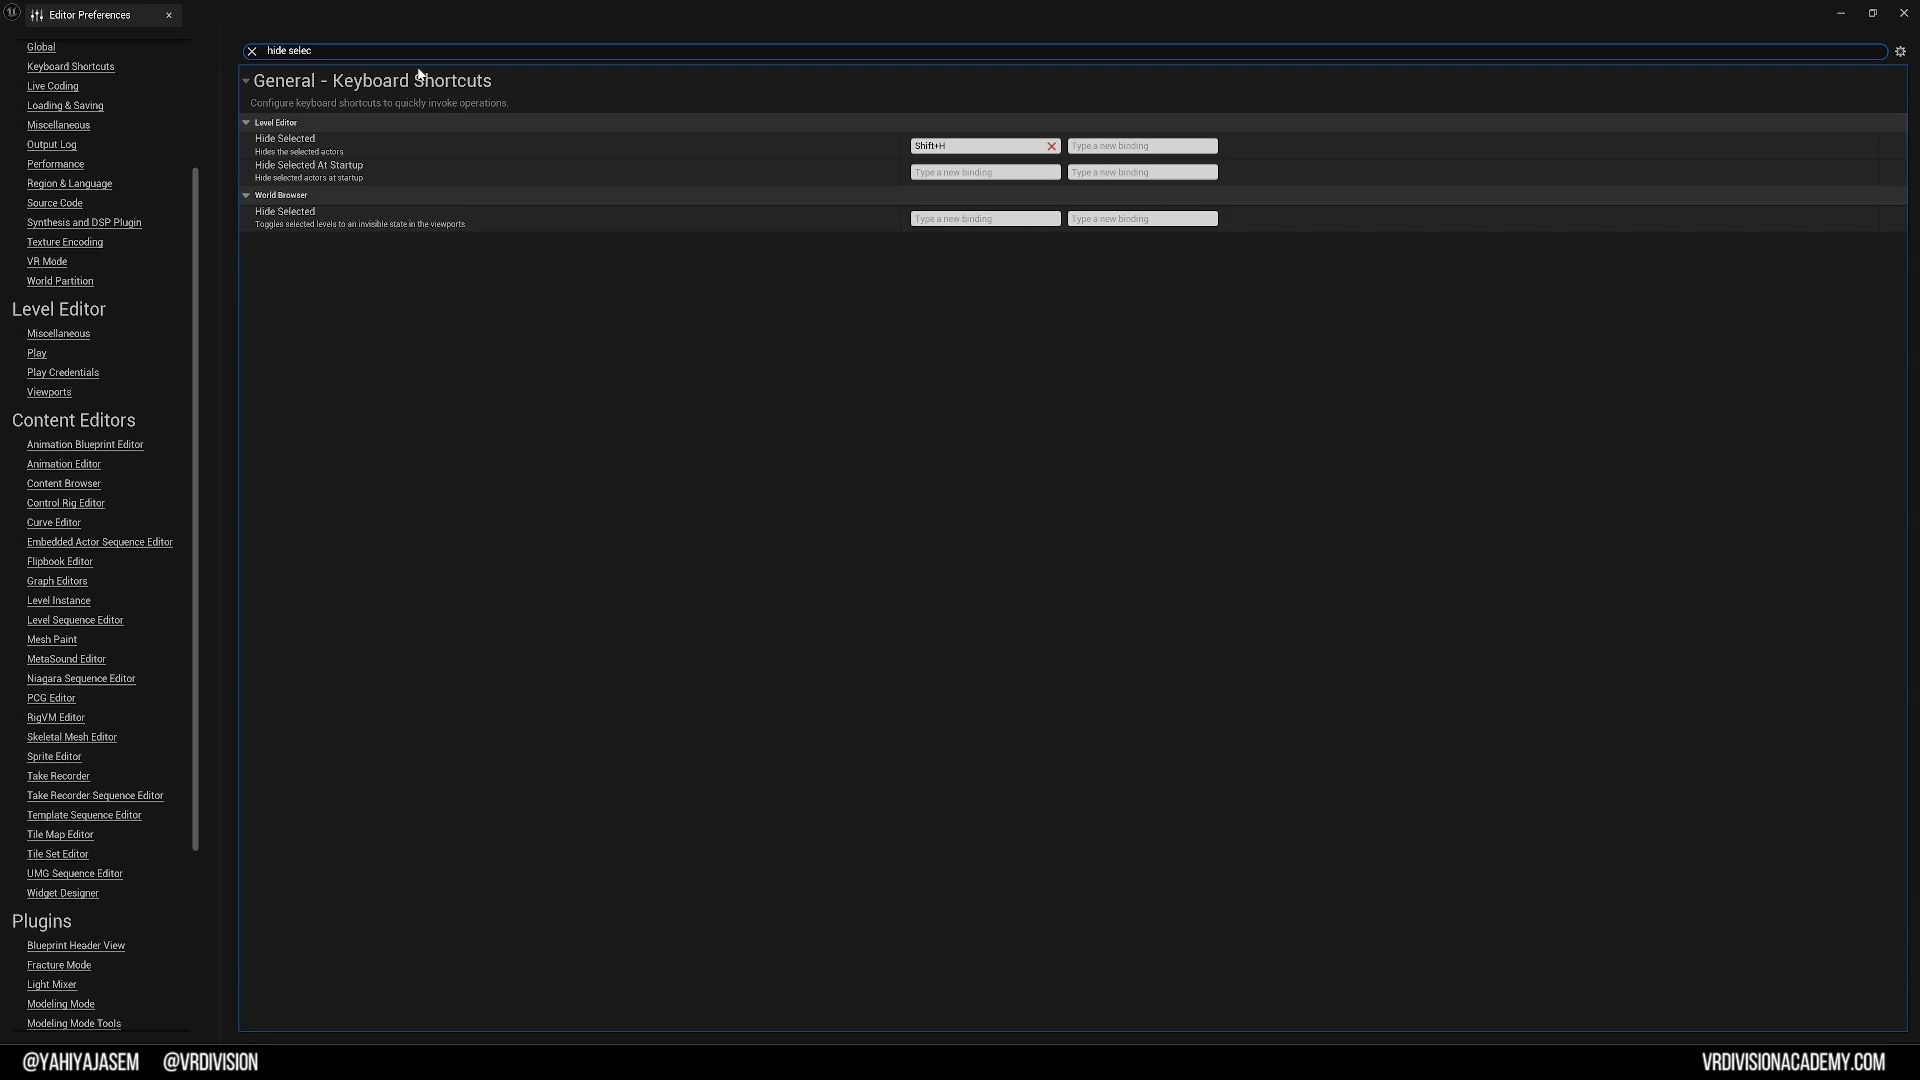 Editor Preferences
Global
Keyboard Shortcuts
Live Coding
Loading & Saving
Miscellaneous
Output Log
Performance
Region & Language
Source Code
Synthesis and DSP Plugin
Texture Encoding
VR Mode
World Partition
Level Editor
Miscellaneous
Play
Play Credentials
Viewports
Content Editors
Animation Blueprint Editor
Animation Editor
Content Browser
Control Rig Editor
Curve Editor
Embedded Actor Sequence Editor
Flipbook Editor
Graph Editors
Level Instance
Level Sequence Editor
Mesh Paint
MetaSound Editor
Niagara Sequence Editor
PCG Editor
RigVM Editor
Skeletal Mesh Editor
Sprite Editor
Take Recorder
Take Recorder Sequence Editor
Template Sequence Editor
Tile Map Editor
Tile Set Editor
UMG Sequence Editor
Widget Designer
Plugins
Blueprint Header View
Fracture Mode
Light Mixer
Modeling Mode
Modeling Mode Tools
hide selec
General - Keyboard Shortcuts
Configure keyboard shortcuts to quickly invoke operations.
Level Editor
Hide Selected
Hides the selected actors
Shift+H Type a new binding
Hide Selected At Startup
Hide selected actors at startup
Type a new binding Type a new binding
World Browser
Hide Selected
Toggles selected levels to an invisible state in the viewports
Type a new binding Type a new binding
@YAHIYAJASEM @VRDIVISION VRDIVISIONACADEMY.COM